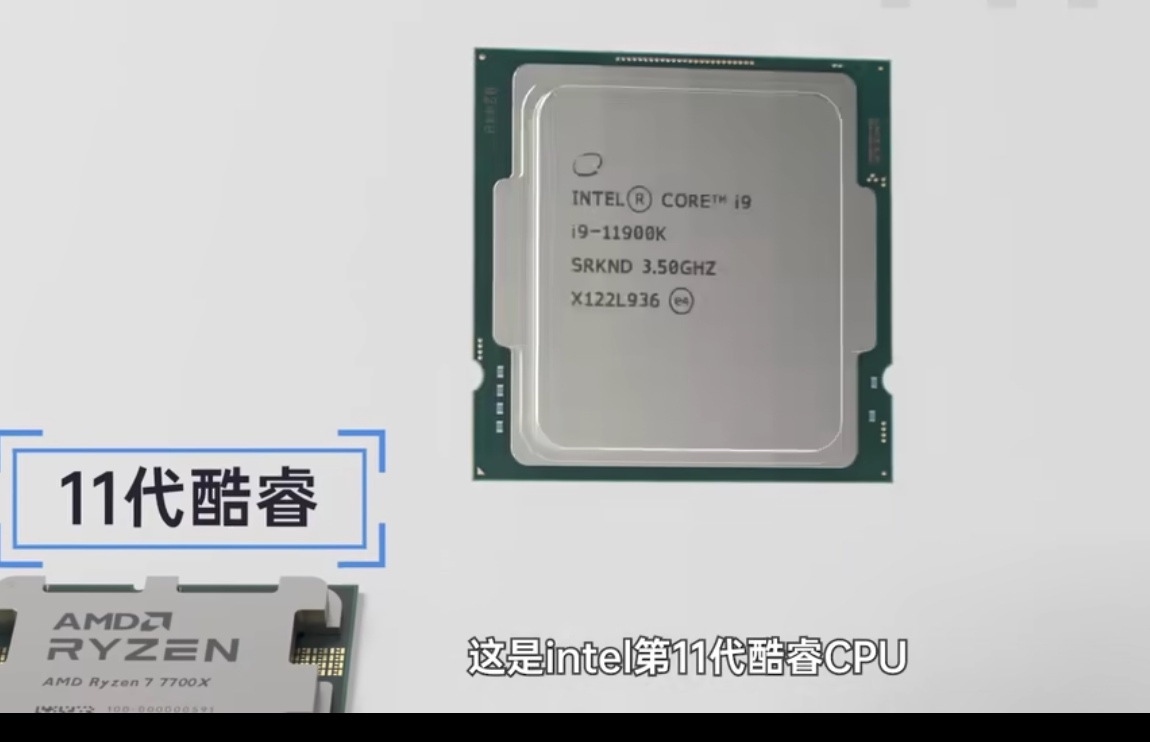 INTEL® CORE™ i9
i9-11900K
SRKND 3.50GHZ
X122L936 e4
11代酷睿
AMD
RYZEN
AMD Ryzen 7 7700X
这是intel第11代酷睿CPU